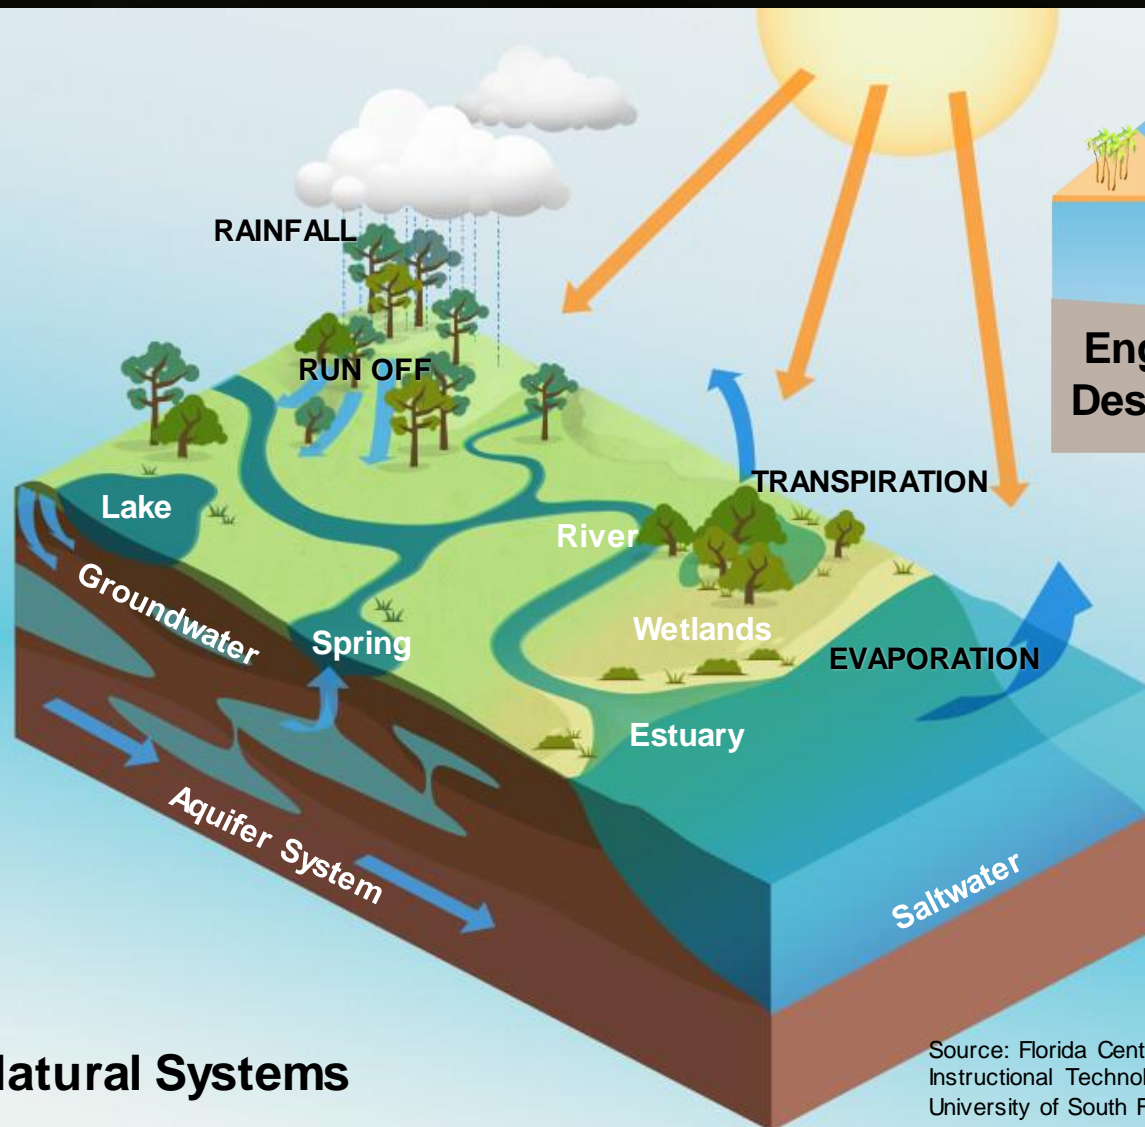 RAINFALL
RUN OFF
Eng
Des
TRANSPIRATION
Lake
River
Groundwater
Spring
Wetlands
EVAPORATION
Estuary
Aquifer System
Saltwater
latural Systems
Source: Florida Cent
Instructional Technol
University of South F